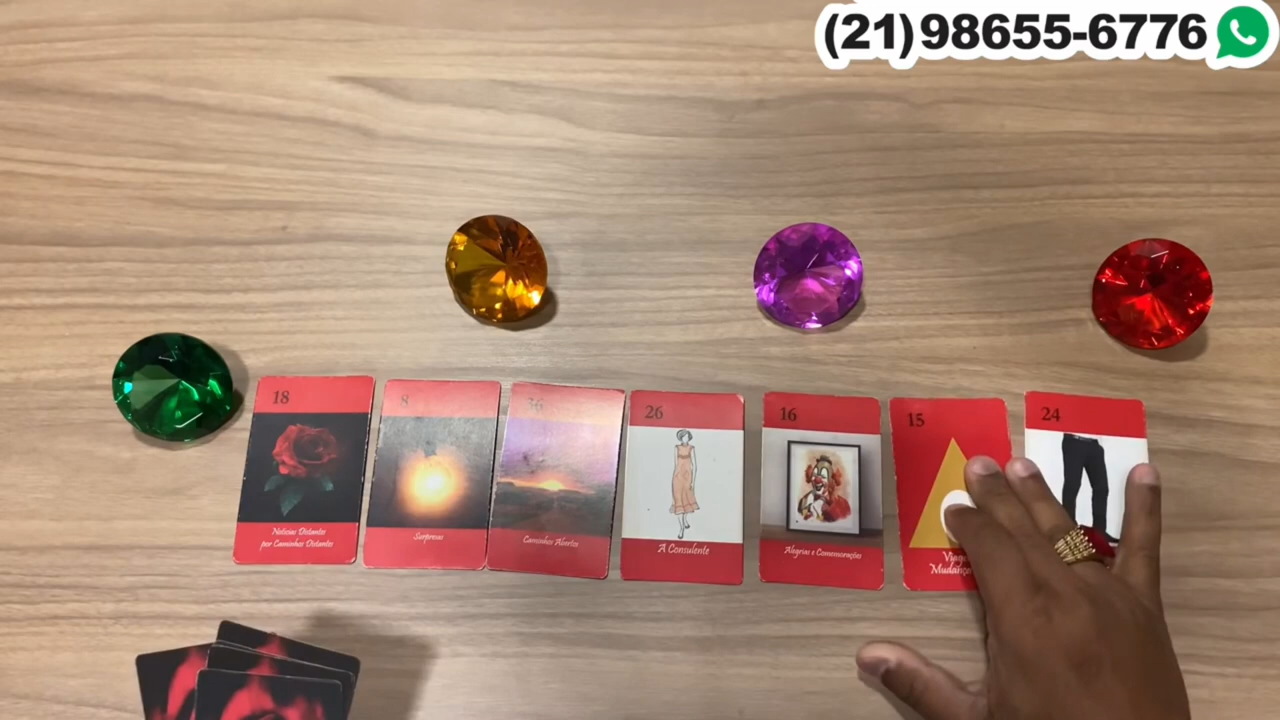 (21)98655-6776
18
Notícias Distantes
por Caminhos Distantes
8
Surpresas
36
Caminhos Abertos
26
A Consulente
16
Alegrias e Comemorações
15
24